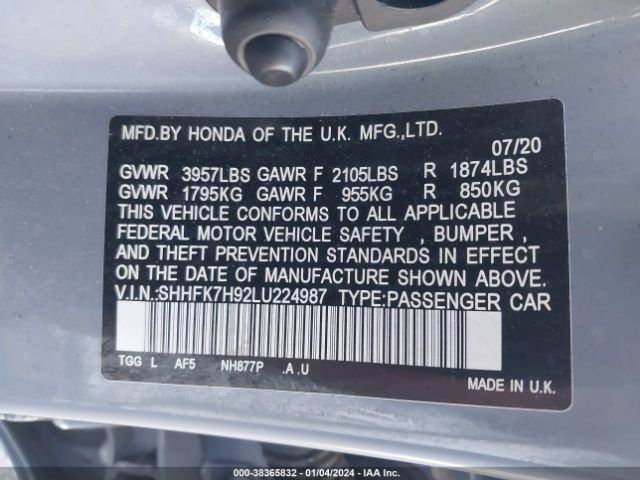 MFD.BY HONDA OF THE U.K. MFG.,LTD.
07/20
GVWR 3957LBS GAWR F 2105LBS R 1874LBS
GVWR 1795KG GAWR F 955KG R 850KG
THIS VEHICLE CONFORMS TO ALL APPLICABLE
FEDERAL MOTOR VEHICLE SAFETY , BUMPER ,
AND THEFT PREVENTION STANDARDS IN EFFECT
ON THE DATE OF MANUFACTURE SHOWN ABOVE.
V.I.N.:SHHFK7H92LU224987 TYPE:PASSENGER CAR
TGG L AF5 NH877P .A .U
MADE IN U.K.
000-38365832 - 01/04/2024 - IAA Inc.